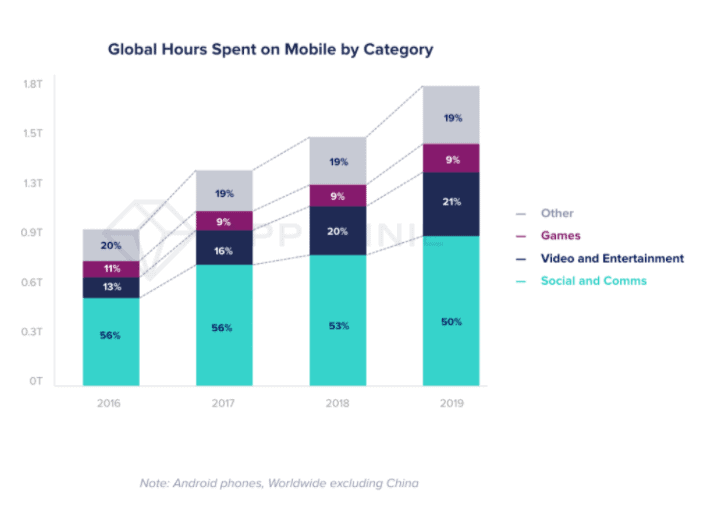 Global Hours Spent on Mobile by Category
1.8T
1.5T
1.3T
0.9T
0.6T
0.3T
0T
20%
11%
13%
56%
19%
9%
16%
56%
19%
9%
20%
53%
19%
9%
21%
50%
2016
2017
2018
2019
Other
Games
Video and Entertainment
Social and Comms
Note: Android phones, Worldwide excluding China